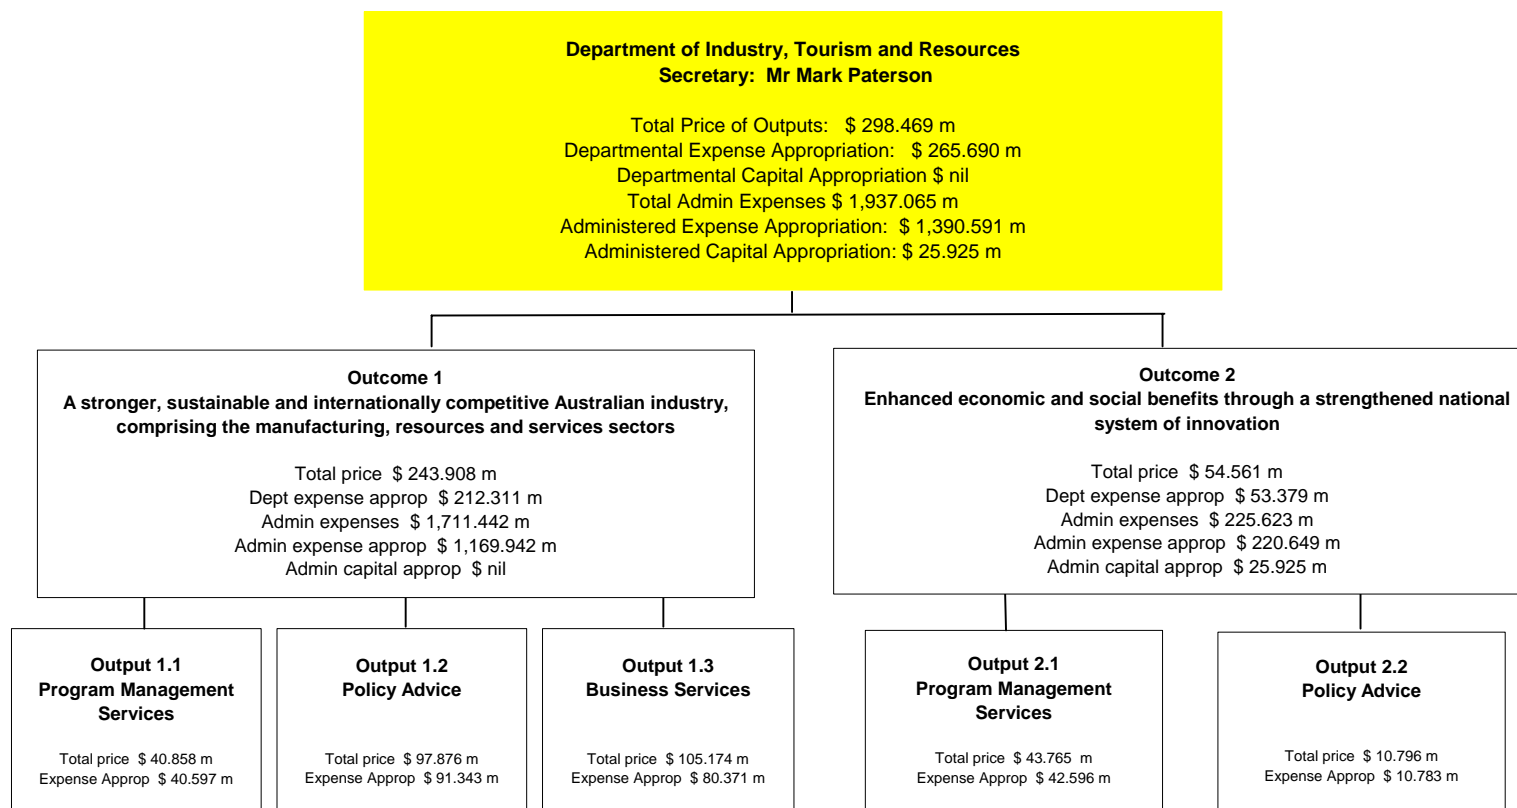 Department of Industry, Tourism and Resources
Secretary: Mr Mark Paterson
Total Price of Outputs: $ 298.469 m
Departmental Expense Appropriation: $ 265.690 m
Departmental Capital Appropriation $ nil
Total Admin Expenses $ 1,937.065 m
Administered Expense Appropriation: $ 1,390.591 m
Administered Capital Appropriation: $ 25.925 m
Outcome 1
A stronger, sustainable and internationally competitive Australian industry,
comprising the manufacturing, resources and services sectors
Total price $ 243.908 m
Dept expense approp $ 212.311 m
Admin expenses $ 1,711.442 m
Admin expense approp $ 1,169.942 m
Admin capital approp $ nil
Outcome 2
Enhanced economic and social benefits through a strengthened national
system of innovation
Total price $ 54.561 m
Dept expense approp $ 53.379 m
Admin expenses $ 225.623 m
Admin expense approp $ 220.649 m
Admin capital approp $ 25.925 m
Output 1.1
Program Management
Services
Total price $ 40.858 m
Expense Approp $ 40.597 m
Output 1.2
Policy Advice
Total price $ 97.876 m
Expense Approp $ 91.343 m
Output 1.3
Business Services
Total price $ 105.174 m
Expense Approp $ 80.371 m
Output 2.1
Program Management
Services
Total price $ 43.765 m
Expense Approp $ 42.596 m
Output 2.2
Policy Advice
Total price $ 10.796 m
Expense Approp $ 10.783 m